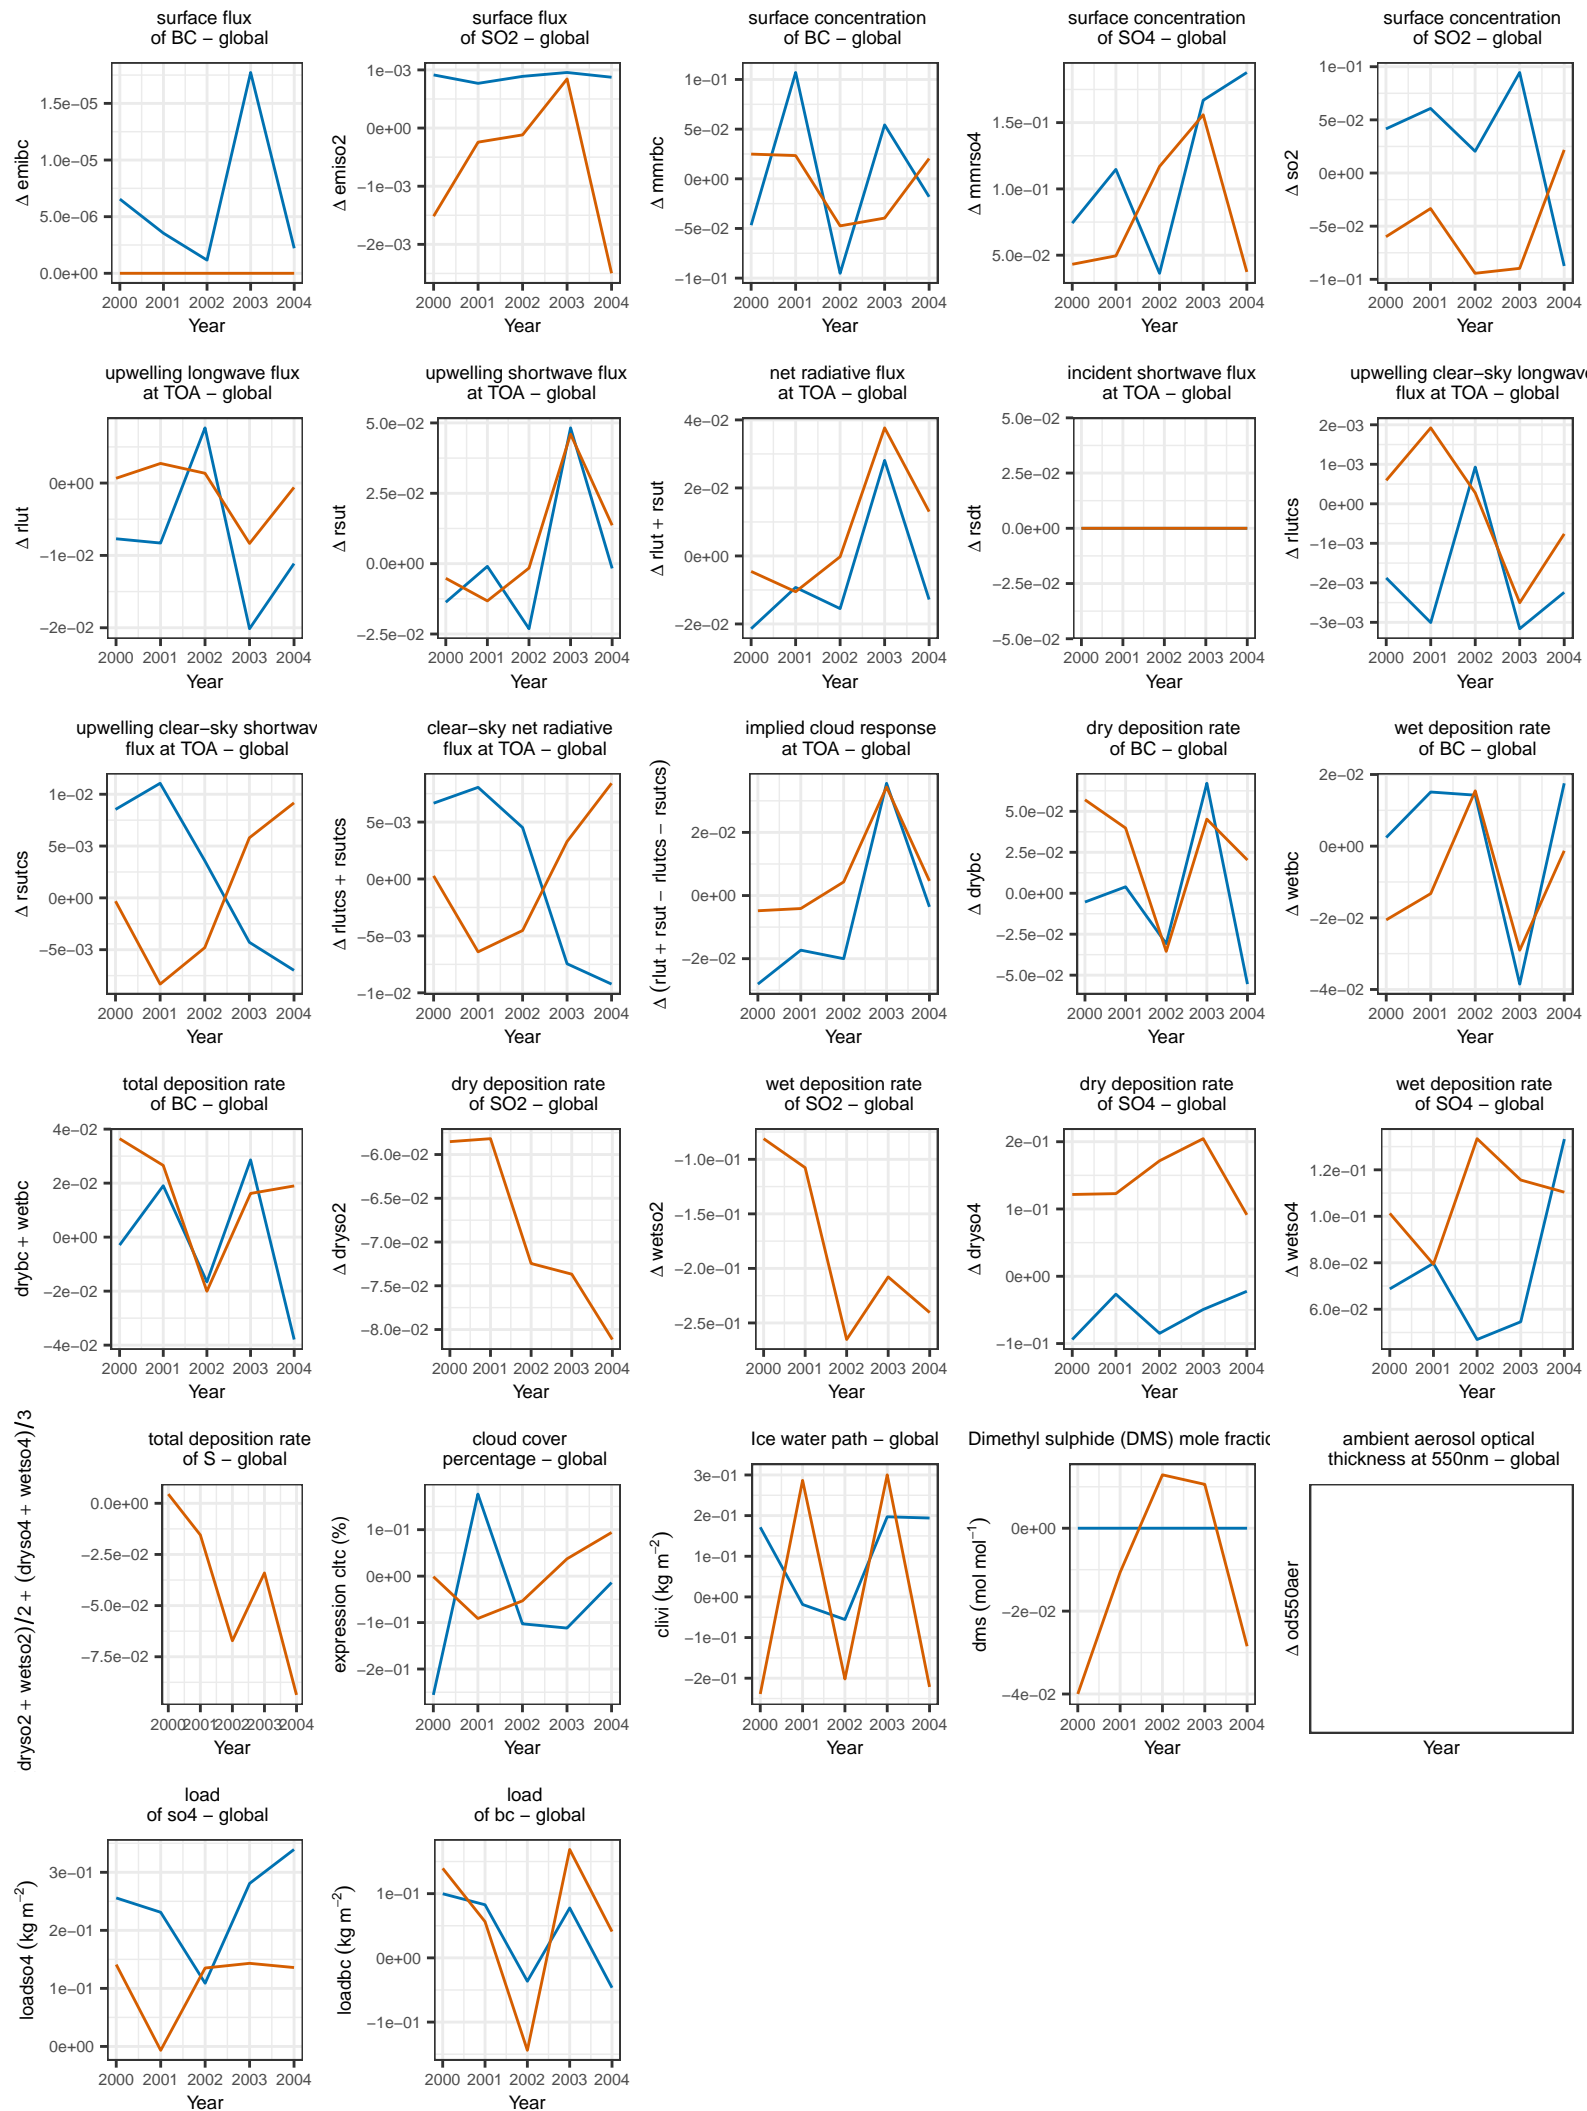 surface flux
of BC − global
surface flux
of SO2 − global
surface concentration
of BC − global
surface concentration
of SO4 − global
surface concentration
of SO2 − global
Δ emibc
1.5e−05
1.0e−05
5.0e−06
0.0e+00
2000 2001 2002 2003 2004
Year
Δ emiso2
1e−03
0e+00
−1e−03
−2e−03
2000 2001 2002 2003 2004
Year
Δ mmrbc
1e−01
5e−02
0e+00
−5e−02
−1e−01
2000 2001 2002 2003 2004
Year
Δ mmrso4
1.5e−01
1.0e−01
5.0e−02
2000 2001 2002 2003 2004
Year
Δ so2
1e−01
5e−02
0e+00
−5e−02
−1e−01
2000 2001 2002 2003 2004
Year
upwelling longwave flux
at TOA − global
upwelling shortwave flux
at TOA − global
net radiative flux
at TOA − global
incident shortwave flux
at TOA − global
upwelling clear−sky longwave
flux at TOA − global
Δ rlut
0e+00
−1e−02
−2e−02
2000 2001 2002 2003 2004
Year
Δ rsut
5.0e−02
2.5e−02
0.0e+00
−2.5e−02
2000 2001 2002 2003 2004
Year
Δ rlut + rsut
4e−02
2e−02
0e+00
−2e−02
2000 2001 2002 2003 2004
Year
Δ rsdt
5.0e−02
2.5e−02
0.0e+00
−2.5e−02
−5.0e−02
2000 2001 2002 2003 2004
Year
Δ rlutcs
2e−03
1e−03
0e+00
−1e−03
−2e−03
−3e−03
2000 2001 2002 2003 2004
Year
upwelling clear−sky shortwav
flux at TOA − global
clear−sky net radiative
flux at TOA − global
implied cloud response
at TOA − global
dry deposition rate
of BC − global
wet deposition rate
of BC − global
Δ rsutcs
1e−02
5e−03
0e+00
−5e−03
2000 2001 2002 2003 2004
Year
Δ rlutcs + rsutcs
5e−03
0e+00
−5e−03
−1e−02
2000 2001 2002 2003 2004
Year
Δ (rlut + rsut − rlutcs − rsutcs)
2e−02
0e+00
−2e−02
2000 2001 2002 2003 2004
Year
Δ drybc
5.0e−02
2.5e−02
0.0e+00
−2.5e−02
−5.0e−02
2000 2001 2002 2003 2004
Year
Δ wetbc
2e−02
0e+00
−2e−02
−4e−02
2000 2001 2002 2003 2004
Year
total deposition rate
of BC − global
dry deposition rate
of SO2 − global
wet deposition rate
of SO2 − global
dry deposition rate
of SO4 − global
wet deposition rate
of SO4 − global
drybc + wetbc
4e−02
2e−02
0e+00
−2e−02
−4e−02
2000 2001 2002 2003 2004
Year
Δ dryso2
−6.0e−02
−6.5e−02
−7.0e−02
−7.5e−02
−8.0e−02
2000 2001 2002 2003 2004
Year
Δ wetso2
−1.0e−01
−1.5e−01
−2.0e−01
−2.5e−01
2000 2001 2002 2003 2004
Year
Δ dryso4
2e−01
1e−01
0e+00
−1e−01
2000 2001 2002 2003 2004
Year
Δ wetso4
1.2e−01
1.0e−01
8.0e−02
6.0e−02
2000 2001 2002 2003 2004
Year
total deposition rate
of S − global
cloud cover
percentage − global
Ice water path − global
Dimethyl sulphide (DMS) mole fractic
ambient aerosol optical
thickness at 550nm − global
dryso2 + wetso2)/2 + (dryso4 + wetso4)/3
0.0e+00
−2.5e−02
−5.0e−02
−7.5e−02
2000 2001 2002 2003 2004
Year
expression cltc (%)
1e−01
0e+00
−1e−01
−2e−01
2000 2001 2002 2003 2004
Year
clivi (kg m⁻²)
3e−01
2e−01
1e−01
0e+00
−1e−01
−2e−01
2000 2001 2002 2003 2004
Year
dms (mol mol⁻¹)
0e+00
−2e−02
−4e−02
2000 2001 2002 2003 2004
Year
Δ od550aer
Year
load
of so4 − global
load
of bc − global
loadso4 (kg m⁻²)
3e−01
2e−01
1e−01
0e+00
2000 2001 2002 2003 2004
Year
loadbc (kg m⁻²)
1e−01
0e+00
−1e−01
2000 2001 2002 2003 2004
Year